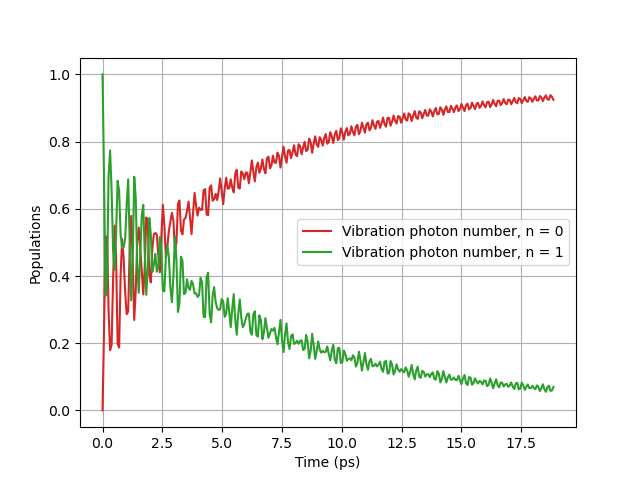 1.0
0.8
0.6
0.4
0.2
0.0
Populations
Vibration photon number, n = 0
Vibration photon number, n = 1
0.0 2.5 5.0 7.5 10.0 12.5 15.0 17.5
Time (ps)